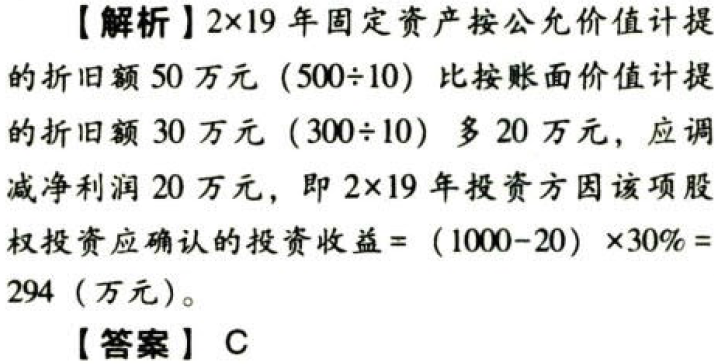 【解析】2×19 年固定资产按公允价值计提
的折旧额 50 万元（500÷10）比按账面价值计提
的折旧额 30 万元（300÷10）多 20 万元，应调
减净利润 20 万元，即 2×19 年投资方因该项股
权投资应确认的投资收益=（1000-20）×30%=
294（万元）。
【答案】 C